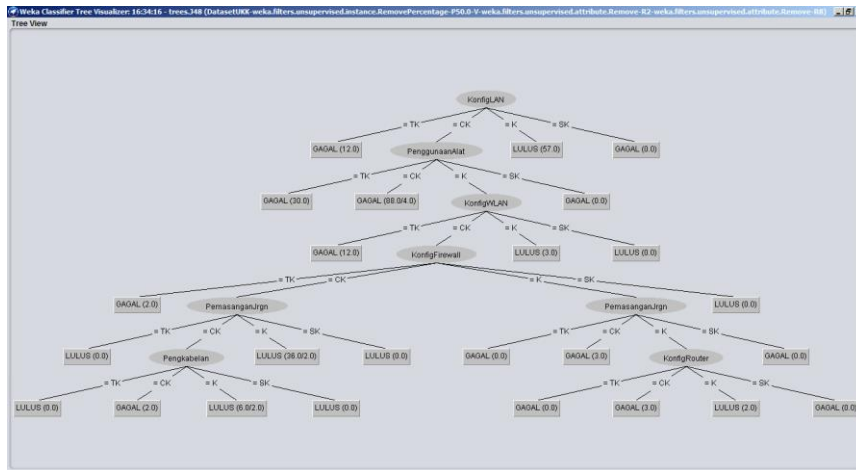 Weka Classifier Tree Visualizer: 16:34:16 - trees.J48 (DatasetUKK-weka.filters.unsupervised.instance.RemovePercentage-P50.0-V-weka.filters.unsupervised.attribute.Remove-R2-weka.filters.unsupervised.attribute.Remove-R8)
Tree View
KonfigLAN
= TK = CK = K = SK
GAGAL (12.0) PenggunaanAlat LULUS (57.0) GAGAL (0.0)
= TK = CK = K = SK
GAGAL (30.0) GAGAL (88.0/4.0) KonfigWLAN GAGAL (0.0)
= TK = CK = K = SK
GAGAL (12.0) KonfigFirewall LULUS (3.0) LULUS (0.0)
= TK = CK = K = SK
GAGAL (2.0) PemasanganJrgn PemasanganJrgn LULUS (0.0)
= TK = CK = K = SK = TK = CK = K = SK
LULUS (0.0) Pengkabelan LULUS (36.0/2.0) LULUS (0.0) GAGAL (0.0) GAGAL (3.0) KonfigRouter GAGAL (0.0)
= TK = CK = K = SK = TK = CK = K = SK
LULUS (0.0) GAGAL (2.0) LULUS (6.0/2.0) LULUS (0.0) GAGAL (0.0) GAGAL (3.0) LULUS (2.0) GAGAL (0.0)